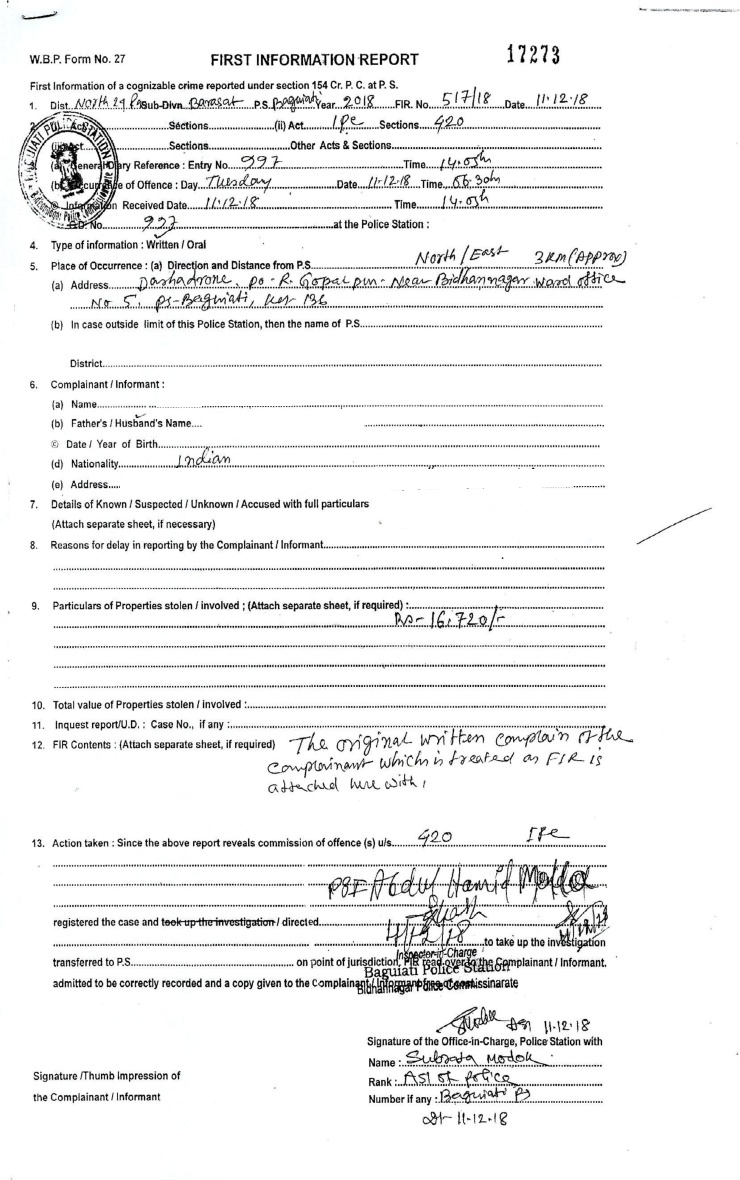 17273
W.B.P. Form No. 27 FIRST INFORMATION REPORT
First Information of a cognizable crime reported under section 154 Cr. P. C. at P. S.
1. Dist. North 24 Pgs Sub-Divn. Barasat P.S. Baguiati Year 2018 FIR. No. 517/18 Date 11.12.18
2. Act Sections (ii) Act IPC Sections 420
Act Sections Other Acts & Sections
3. (a) General Diary Reference : Entry No. 997 Time 14.05h
(b) Occurrence of Offence : Day Tuesday Date 11-12-18 Time 06.30h
© Information Received Date 11.12.18 Time 14.05h
G.D. No. 997 at the Police Station :
4. Type of information : Written / Oral
5. Place of Occurrence : (a) Direction and Distance from P.S. North/East 3 KM (Approx)
(a) Address Dashadrone, po - R. Gopalpur - Near Bidhannagar ward office
No 5, ps - Baguiati, 136
(b) In case outside limit of this Police Station, then the name of P.S.
District
6. Complainant / Informant :
(a) Name
(b) Father's / Husband's Name
© Date / Year of Birth
(d) Nationality Indian
(e) Address
7. Details of Known / Suspected / Unknown / Accused with full particulars
(Attach separate sheet, if necessary)
8. Reasons for delay in reporting by the Complainant / Informant
9. Particulars of Properties stolen / involved ; (Attach separate sheet, if required) :
Rs - 16,720/-
10. Total value of Properties stolen / involved :
11. Inquest report/U.D. : Case No., if any :
12. FIR Contents : (Attach separate sheet, if required) The original written complain of the
complainant which is treated as FIR is
attached here with,
13. Action taken : Since the above report reveals commission of offence (s) u/s. 420 IPC
PSI Abdul Hamid Molla
registered the case and took up the investigation / directed
to take up the investigation
Inspector-in-Charge
transferred to P.S. on point of jurisdiction, FIR read over to the Complainant / Informant.
Baguiati Police Station
admitted to be correctly recorded and a copy given to the Complainant / Informant free of cost
Bidhannagar Police Commissinarate
ASI 11-12-18
Signature of the Office-in-Charge, Police Station with
Name : Subrata Modok
Signature /Thumb Impression of
Rank : ASI of police
the Complainant / Informant
Number if any : Baguiati PS
Dt- 11-12-18